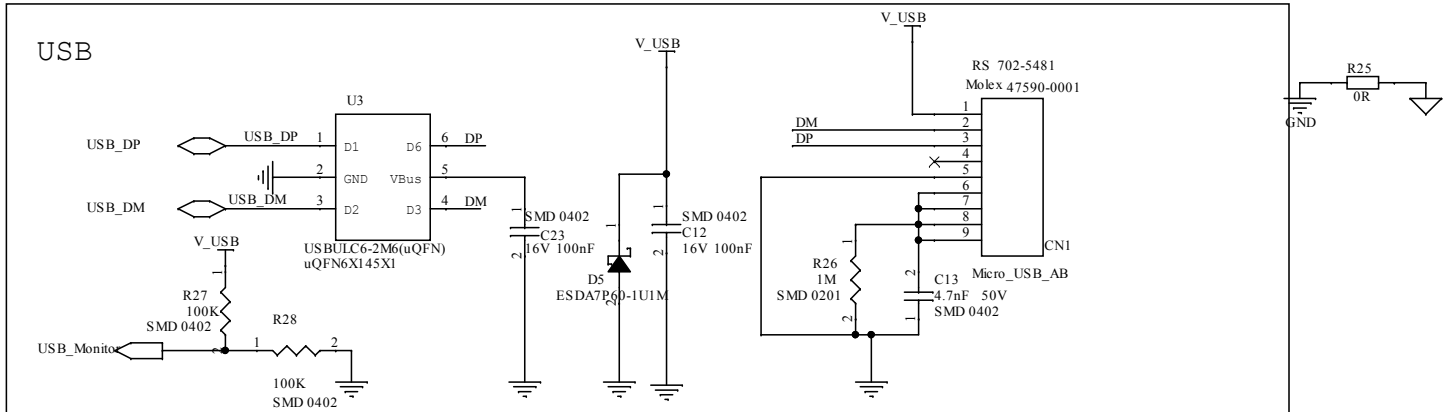 USB
V_USB
V_USB
RS 702-5481
Molex 47590-0001
R25
0R
GND
U3
USB_DP
USB_DP
1
D1
D6
6
DP
2
GND
VBus
5
USB_DM
USB_DM
3
D2
D3
4
DM
USBULC6-2M6(uQFN)
uQFN6X145X1
1
SMD 0402
C23
16V 100nF
2
1
D5
ESDA7P60-1U1M
2
1
SMD 0402
C12
16V 100nF
2
DM
DP
1
2
3
4
5
6
7
8
9
CN1
Micro_USB_AB
1
R26
1M
SMD 0201
2
2
C13
4.7nF 50V
SMD 0402
1
V_USB
1
R27
100K
SMD 0402
2
R28
USB_Monitor
1
2
100K
SMD 0402